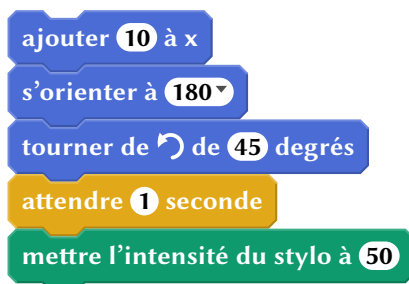 ajouter 10 à x
s’orienter à 180
tourner de de 45 degrés
attendre 1 seconde
mettre l’intensité du stylo à 50